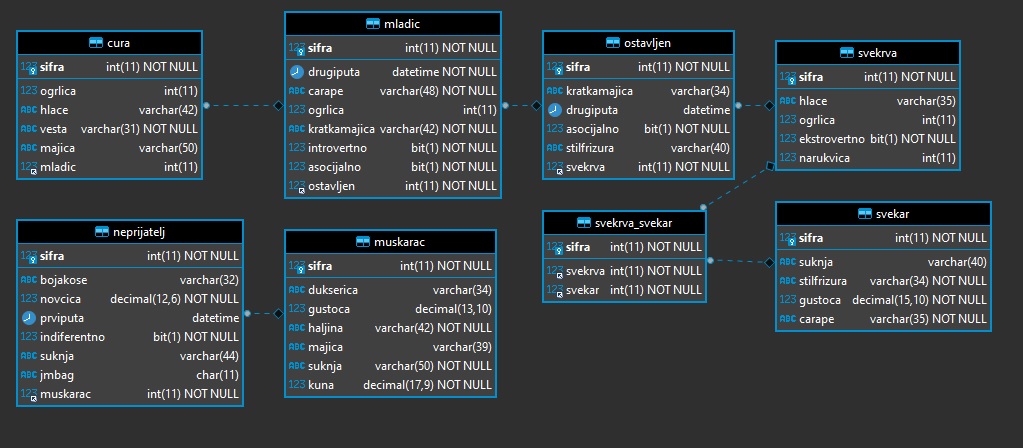 cura
123 sifra int(11) NOT NULL
123 ogrlica int(11)
ABC hlace varchar(42)
ABC vesta varchar(31) NOT NULL
ABC majica varchar(50)
123 mladic int(11)
mladic
123 sifra int(11) NOT NULL
drugiputa datetime NOT NULL
ABC carape varchar(48) NOT NULL
123 ogrlica int(11)
ABC kratkamajica varchar(42) NOT NULL
123 introvertno bit(1) NOT NULL
123 asocijalno bit(1) NOT NULL
123 ostavljen int(11) NOT NULL
ostavljen
123 sifra int(11) NOT NULL
ABC kratkamajica varchar(34)
drugiputa datetime
123 asocijalno bit(1) NOT NULL
ABC stilfrizura varchar(40)
123 svekrva int(11) NOT NULL
svekrva
123 sifra int(11) NOT NULL
ABC hlace varchar(35)
123 ogrlica int(11)
123 ekstrovertno bit(1) NOT NULL
123 narukvica int(11)
neprijatelj
123 sifra int(11) NOT NULL
ABC bojakose varchar(32)
123 novcica decimal(12,6) NOT NULL
prviputa datetime
123 indiferentno bit(1) NOT NULL
ABC suknja varchar(44)
ABC jmbag char(11)
123 muskarac int(11) NOT NULL
muskarac
123 sifra int(11) NOT NULL
ABC dukserica varchar(34)
123 gustoca decimal(13,10)
ABC haljina varchar(42) NOT NULL
ABC majica varchar(39)
ABC suknja varchar(50) NOT NULL
123 kuna decimal(17,9) NOT NULL
svekrva_svekar
123 sifra int(11) NOT NULL
123 svekrva int(11) NOT NULL
123 svekar int(11) NOT NULL
svekar
123 sifra int(11) NOT NULL
ABC suknja varchar(40)
ABC stilfrizura varchar(34) NOT NULL
123 gustoca decimal(15,10) NOT NULL
ABC carape varchar(35) NOT NULL